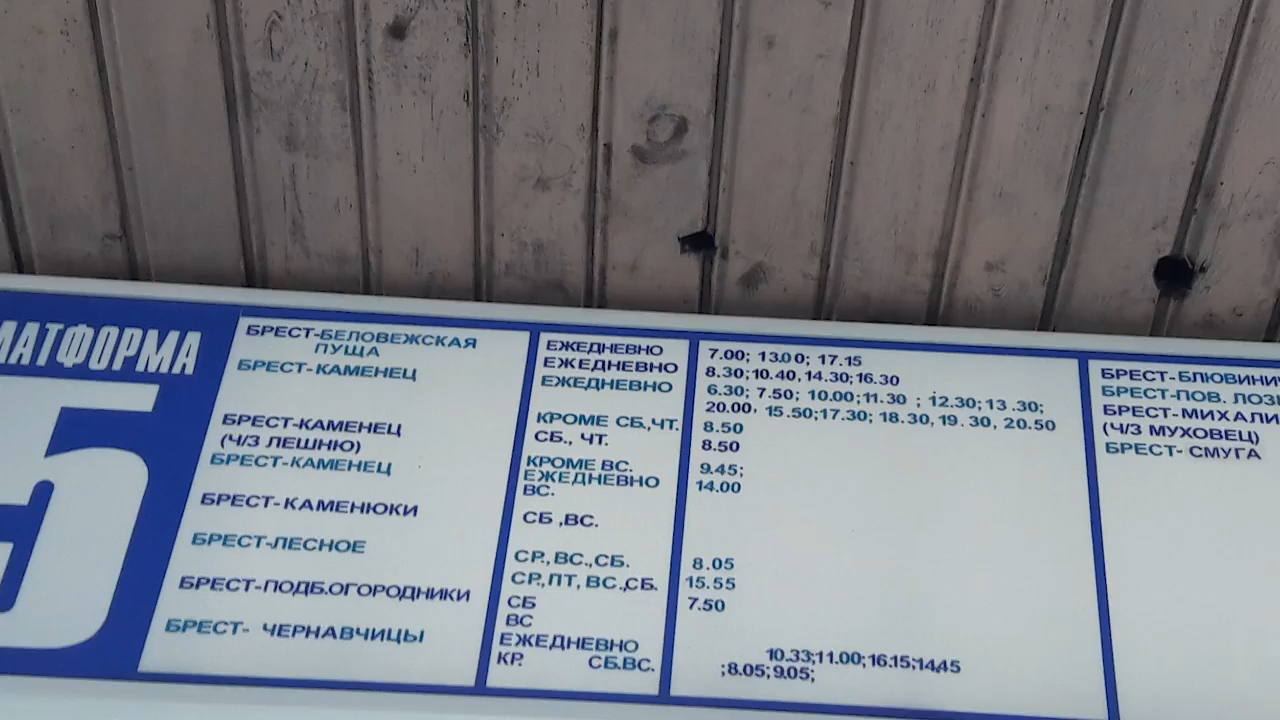 ПЛАТФОРМА
5
БРЕСТ-БЕЛОВЕЖСКАЯ
ПУЩА
БРЕСТ-КАМЕНЕЦ
БРЕСТ-КАМЕНЕЦ
(Ч/З ЛЕШНЮ)
БРЕСТ-КАМЕНЕЦ
БРЕСТ-КАМЕНЮКИ
БРЕСТ-ЛЕСНОЕ
БРЕСТ-ПОДБ.ОГОРОДНИКИ
БРЕСТ- ЧЕРНАВЧИЦЫ
ЕЖЕДНЕВНО
ЕЖЕДНЕВНО
ЕЖЕДНЕВНО
КРОМЕ СБ,ЧТ.
СБ., ЧТ.
КРОМЕ ВС.
ЕЖЕДНЕВНО
ВС.
СБ ,ВС.
СР.,ВС.,СБ.
СР.,ПТ, ВС.,СБ.
СБ
ВС
ЕЖЕДНЕВНО
КР. СБ.ВС.
7.00; 13.00; 17.15
8.30;10.40,14.30;16.30
6.30; 7.50; 10.00;11.30 ; 12.30;13 .30;
20.00, 15.50;17.30; 18.30, 19. 30, 20.50
8.50
8.50
9.45;
14.00
8.05
15.55
7.50
10.33;11.00;16.15;14,45
;8.05;9.05;
БРЕСТ-БЛЮВИНИЧ
БРЕСТ-ПОВ. ЛОЗ
БРЕСТ-МИХАЛИ
(Ч/З МУХОВЕЦ)
БРЕСТ- СМУГА